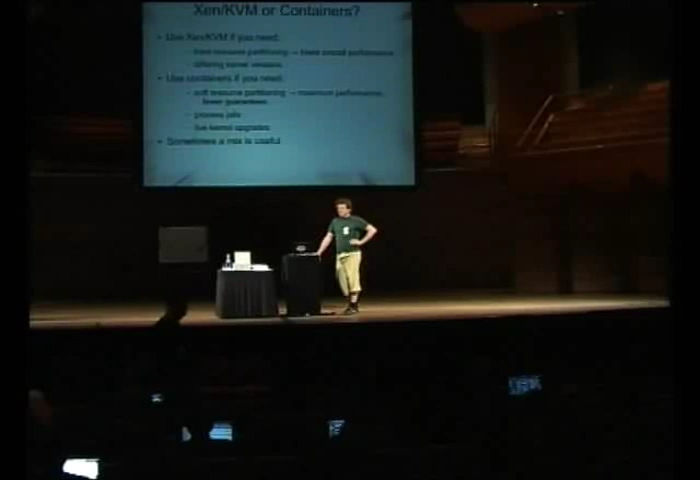 Xen/KVM or Containers?
• Use Xen/KVM if you need:
– hard resource partitioning → lower overall performance
– differing kernel versions
• Use containers if you need:
– soft resource partitioning → maximum performance,
fewer guarantees
– process jails
– live kernel upgrades
• Sometimes a mix is useful